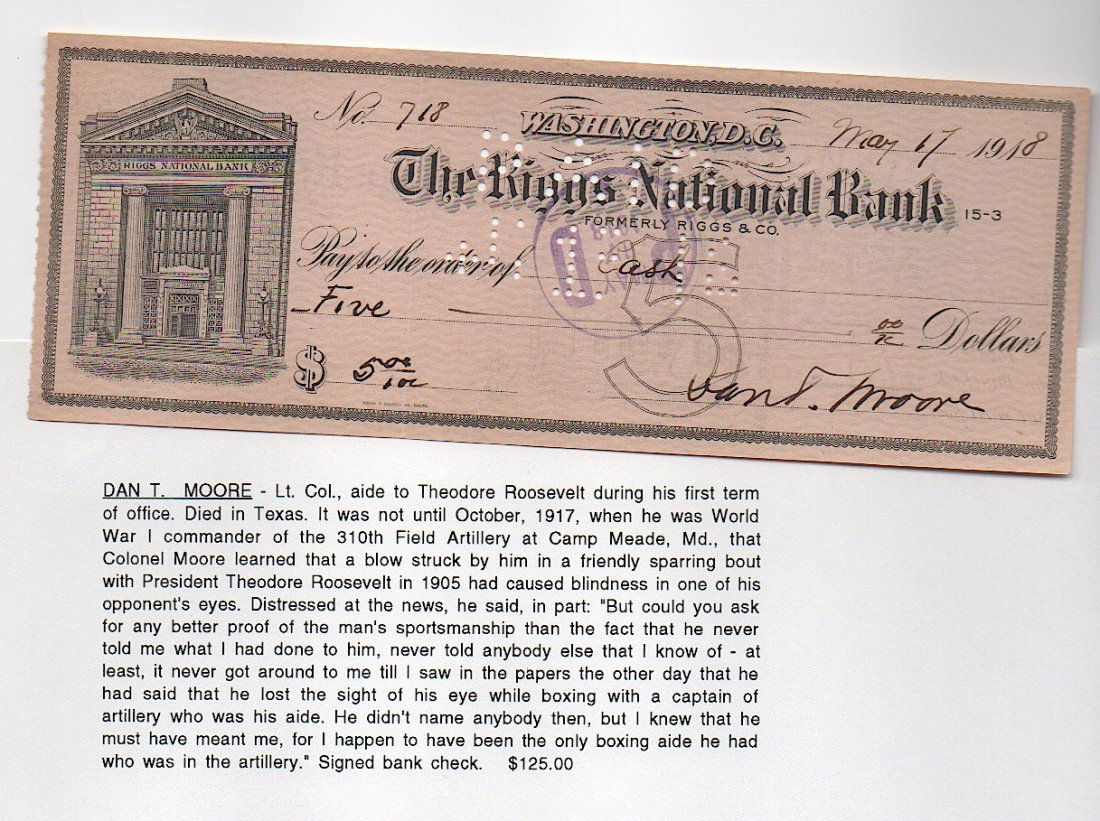 No. 718
WASHINGTON, D.C.
May 17 1918
RIGGS NATIONAL BANK
The Riggs National Bank 15-3
FORMERLY RIGGS & CO.
Pay to the order of Cash
5
Five 00/xx Dollars
$ 5 00/100
Dan T. Moore
DAN T. MOORE - Lt. Col., aide to Theodore Roosevelt during his first term
of office. Died in Texas. It was not until October, 1917, when he was World
War I commander of the 310th Field Artillery at Camp Meade, Md., that
Colonel Moore learned that a blow struck by him in a friendly sparring bout
with President Theodore Roosevelt in 1905 had caused blindness in one of his
opponent's eyes. Distressed at the news, he said, in part: "But could you ask
for any better proof of the man's sportsmanship than the fact that he never
told me what I had done to him, never told anybody else that I know of - at
least, it never got around to me till I saw in the papers the other day that he
had said that he lost the sight of his eye while boxing with a captain of
artillery who was his aide. He didn't name anybody then, but I knew that he
must have meant me, for I happen to have been the only boxing aide he had
who was in the artillery." Signed bank check. $125.00